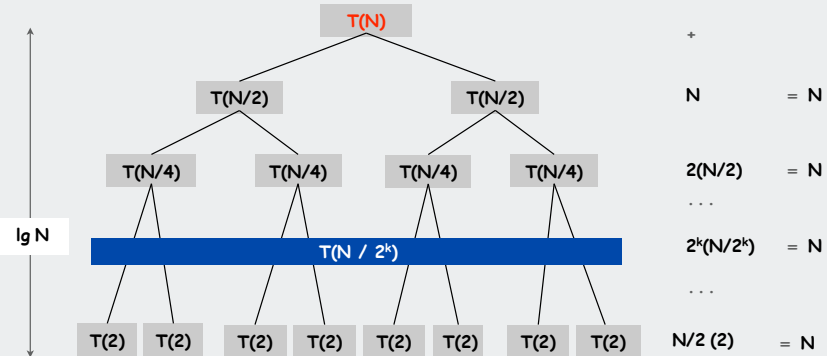 T(N)
+
T(N/2) T(N/2) N = N
T(N/4) T(N/4) T(N/4) T(N/4) 2(N/2) = N
...
lg N
T(N / 2ᵏ) 2ᵏ(N/2ᵏ) = N
...
T(2) T(2) T(2) T(2) T(2) T(2) T(2) T(2) N/2 (2) = N